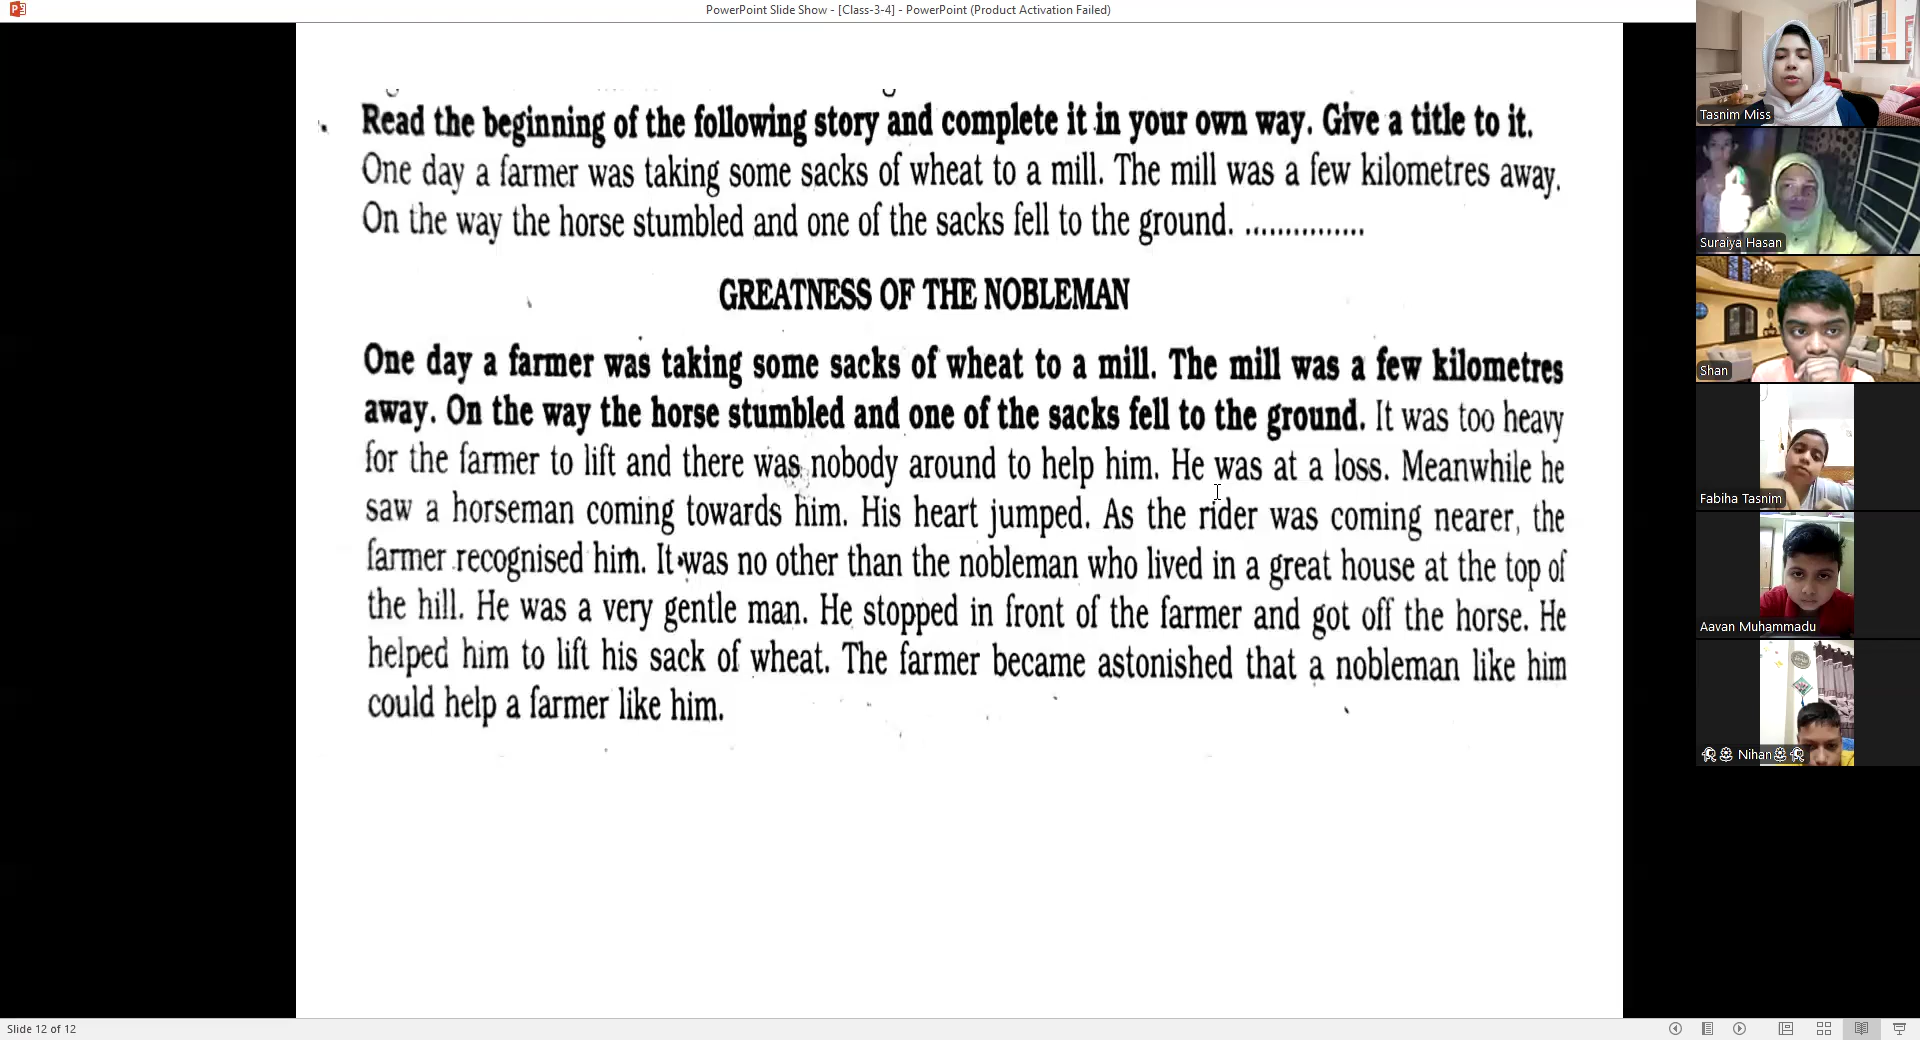 PowerPoint Slide Show - [Class-3-4] - PowerPoint (Product Activation Failed)
Read the beginning of the following story and complete it in your own way. Give a title to it.
One day a farmer was taking some sacks of wheat to a mill. The mill was a few kilometres away.
On the way the horse stumbled and one of the sacks fell to the ground. ...............
GREATNESS OF THE NOBLEMAN
One day a farmer was taking some sacks of wheat to a mill. The mill was a few kilometres
away. On the way the horse stumbled and one of the sacks fell to the ground. It was too heavy
for the farmer to lift and there was nobody around to help him. He was at a loss. Meanwhile he
saw a horseman coming towards him. His heart jumped. As the rider was coming nearer, the
farmer recognised him. It was no other than the nobleman who lived in a great house at the top of
the hill. He was a very gentle man. He stopped in front of the farmer and got off the horse. He
helped him to lift his sack of wheat. The farmer became astonished that a nobleman like him
could help a farmer like him.
Tasnim Miss
Suraiya Hasan
Shan
Fabiha Tasnim
Aavan Muhammadu
Nihan
Slide 12 of 12